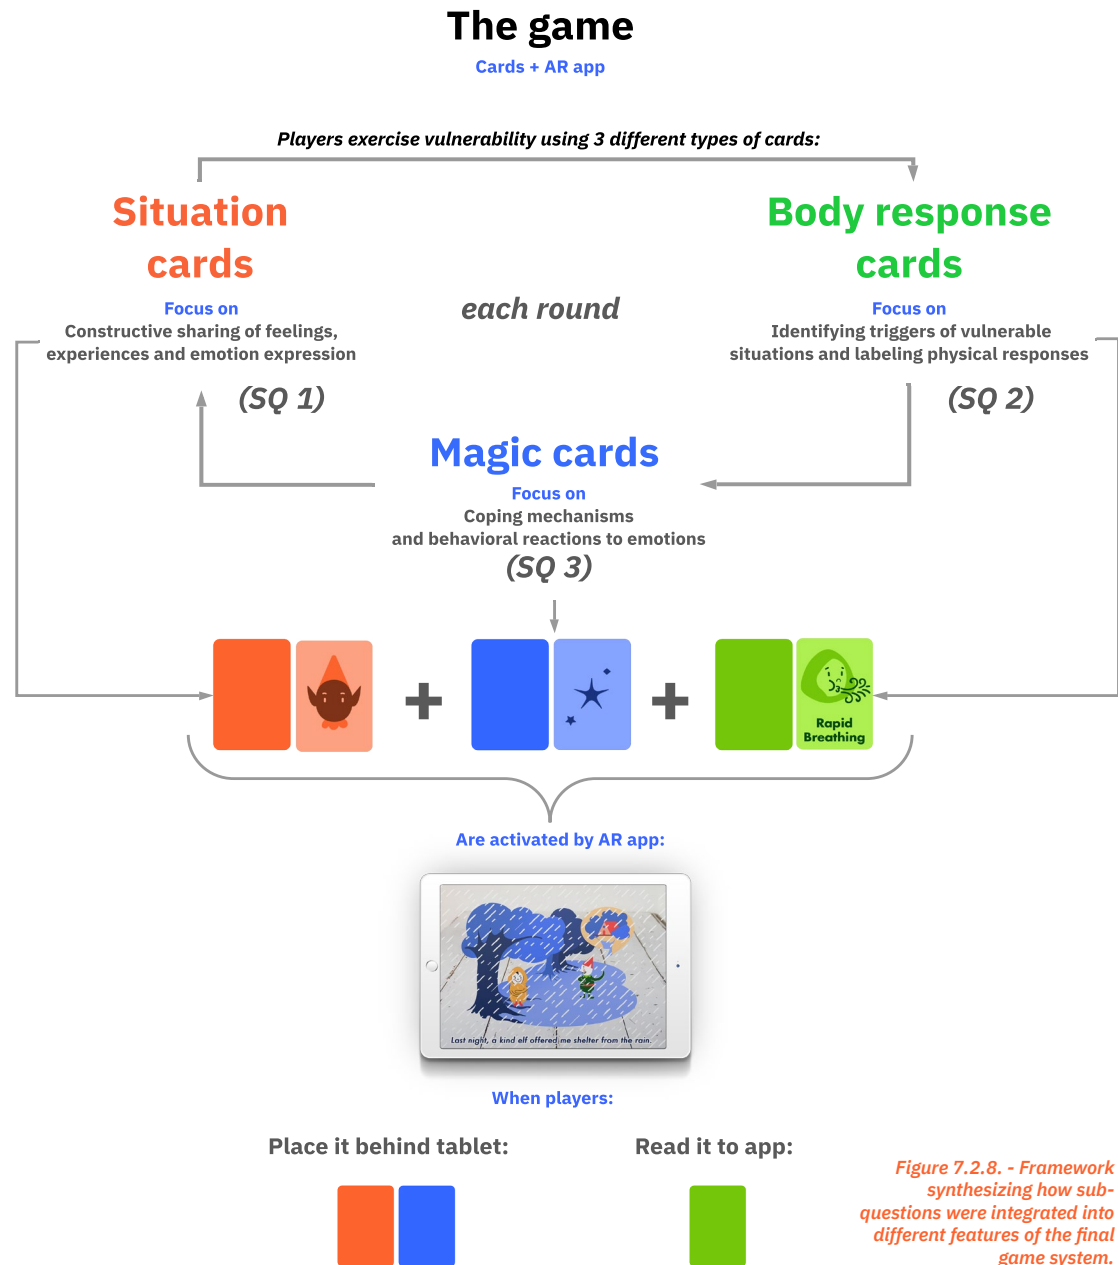 The game
Cards + AR app
Players exercise vulnerability using 3 different types of cards:
Situation
cards
Focus on
Constructive sharing of feelings,
experiences and emotion expression
(SQ 1)
each round
Body response
cards
Focus on
Identifying triggers of vulnerable
situations and labeling physical responses
(SQ 2)
Magic cards
Focus on
Coping mechanisms
and behavioral reactions to emotions
(SQ 3)
Rapid
Breathing
Are activated by AR app:
Last night, a kind elf offered me shelter from the rain.
When players:
Place it behind tablet:
Read it to app:
Figure 7.2.8. - Framework
synthesizing how sub-
questions were integrated into
different features of the final
game system.